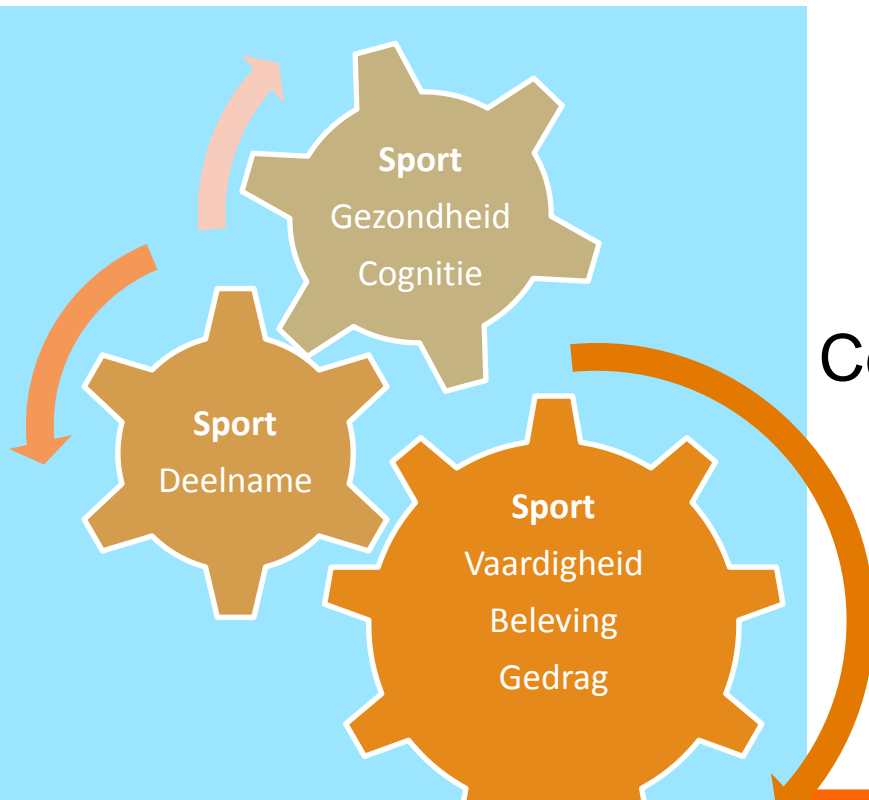 Sport
Gezondheid
Cognitie
Sport
Deelname
Sport
Vaardigheid
Beleving
Gedrag